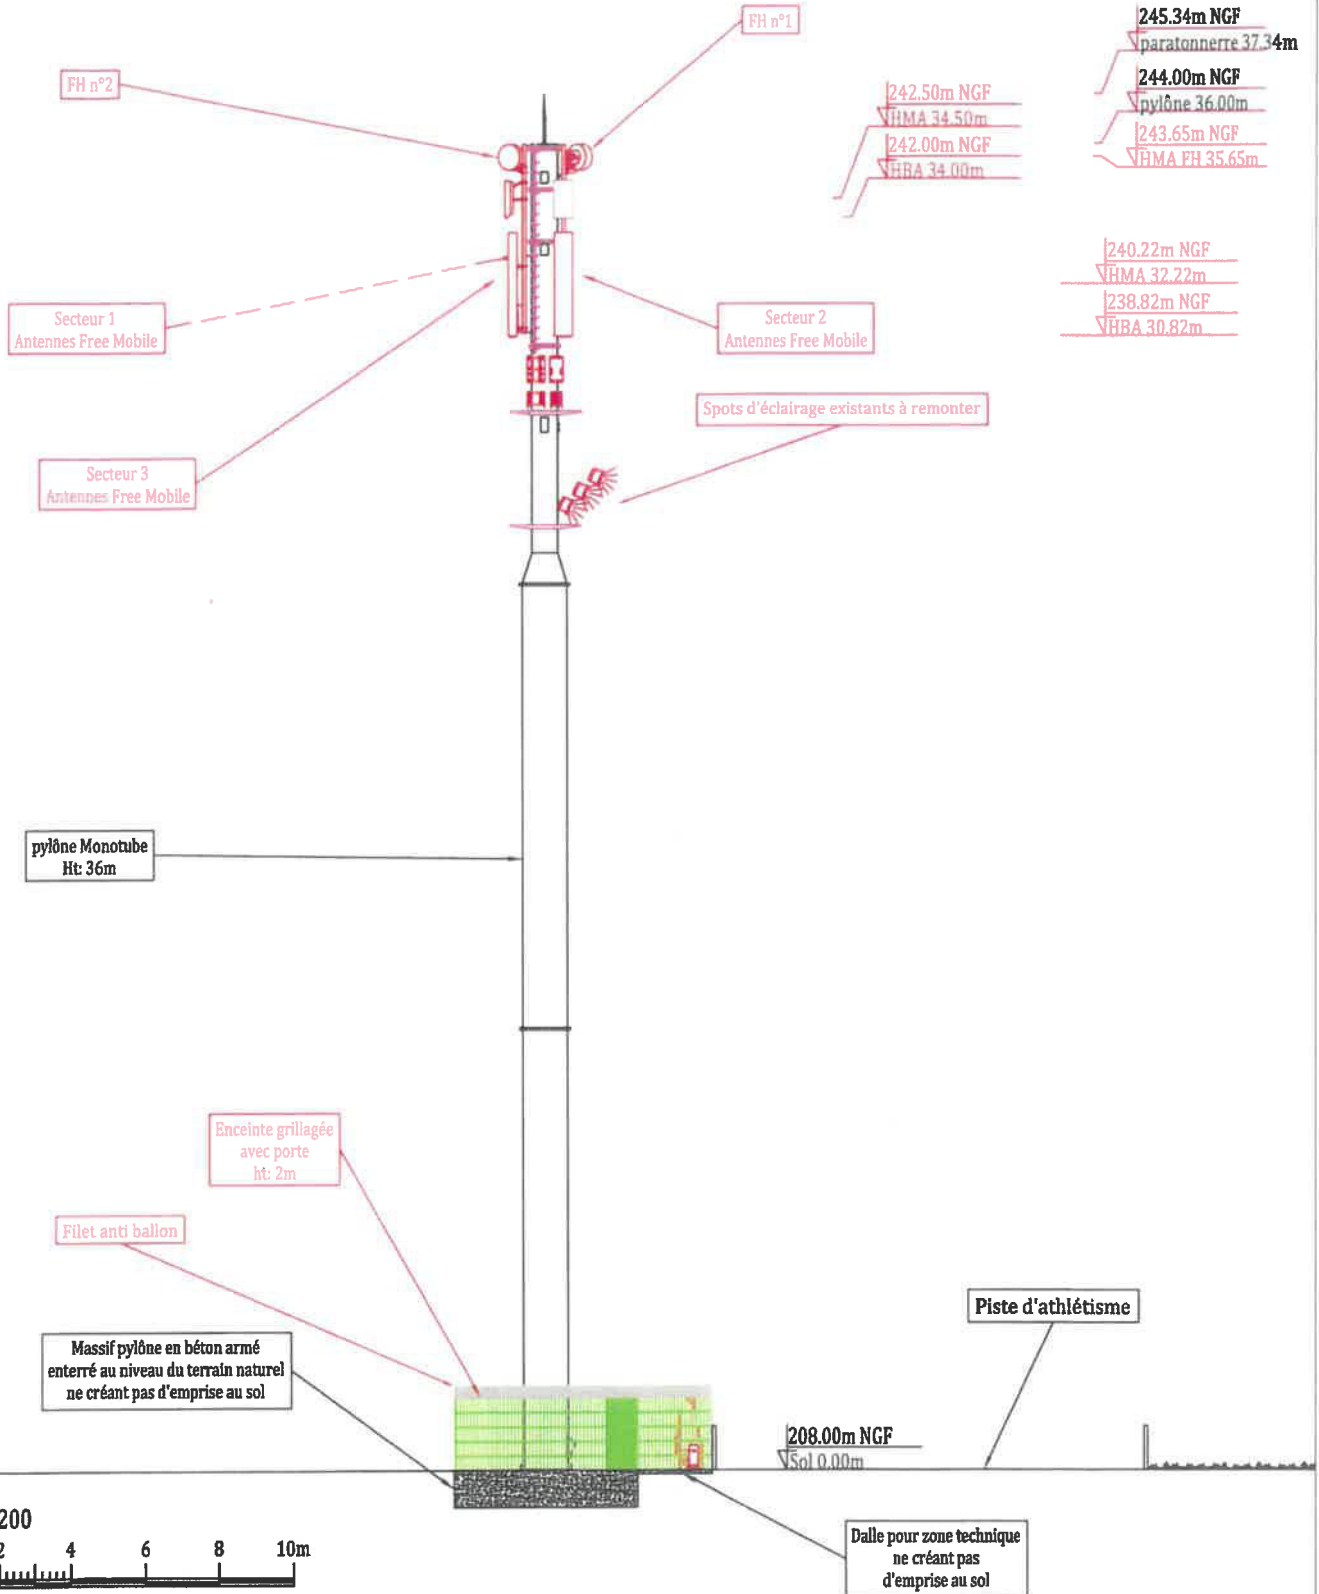 FH n°1
245.34m NGF
paratonnerre 37.34m
FH n°2
244.00m NGF
pylône 36.00m
242.50m NGF
HMA 34.50m
243.65m NGF
HMA FH 35.65m
242.00m NGF
HBA 34.00m
240.22m NGF
HMA 32.22m
238.82m NGF
HBA 30.82m
Secteur 1
Antennes Free Mobile
Secteur 2
Antennes Free Mobile
Spots d'éclairage existants à remonter
Secteur 3
Antennes Free Mobile
pylône Monotube
Ht: 36m
Enceinte grillagée
avec porte
ht: 2m
Filet anti ballon
Piste d'athlétisme
Massif pylône en béton armé
enterré au niveau du terrain naturel
ne créant pas d'emprise au sol
208.00m NGF
Sol 0.00m
Dalle pour zone technique
ne créant pas
d'emprise au sol
200
2 4 6 8 10m